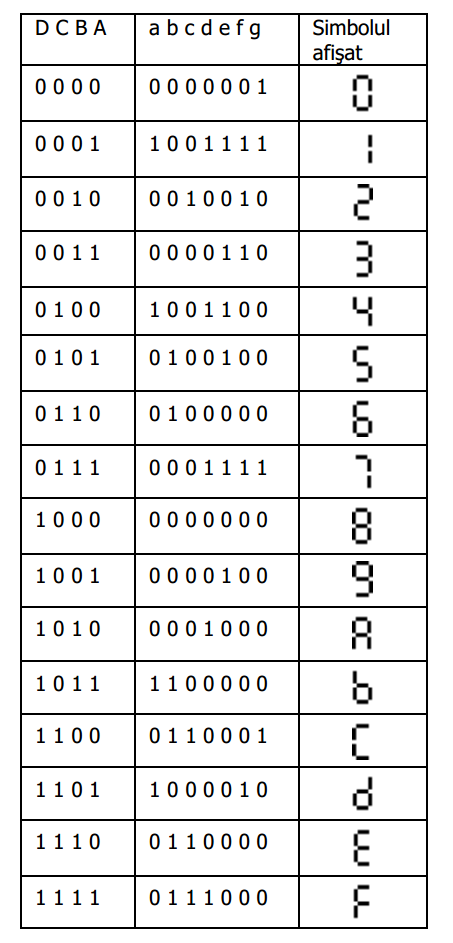 D C B A a b c d e f g Simbolul
afişat
0 0 0 0 0 0 0 0 0 0 1 0
0 0 0 1 1 0 0 1 1 1 1 1
0 0 1 0 0 0 1 0 0 1 0 2
0 0 1 1 0 0 0 0 1 1 0 3
0 1 0 0 1 0 0 1 1 0 0 4
0 1 0 1 0 1 0 0 1 0 0 5
0 1 1 0 0 1 0 0 0 0 0 6
0 1 1 1 0 0 0 1 1 1 1 7
1 0 0 0 0 0 0 0 0 0 0 8
1 0 0 1 0 0 0 0 1 0 0 9
1 0 1 0 0 0 0 1 0 0 0 A
1 0 1 1 1 1 0 0 0 0 0 b
1 1 0 0 0 1 1 0 0 0 1 C
1 1 0 1 1 0 0 0 0 1 0 d
1 1 1 0 0 1 1 0 0 0 0 E
1 1 1 1 0 1 1 1 0 0 0 F